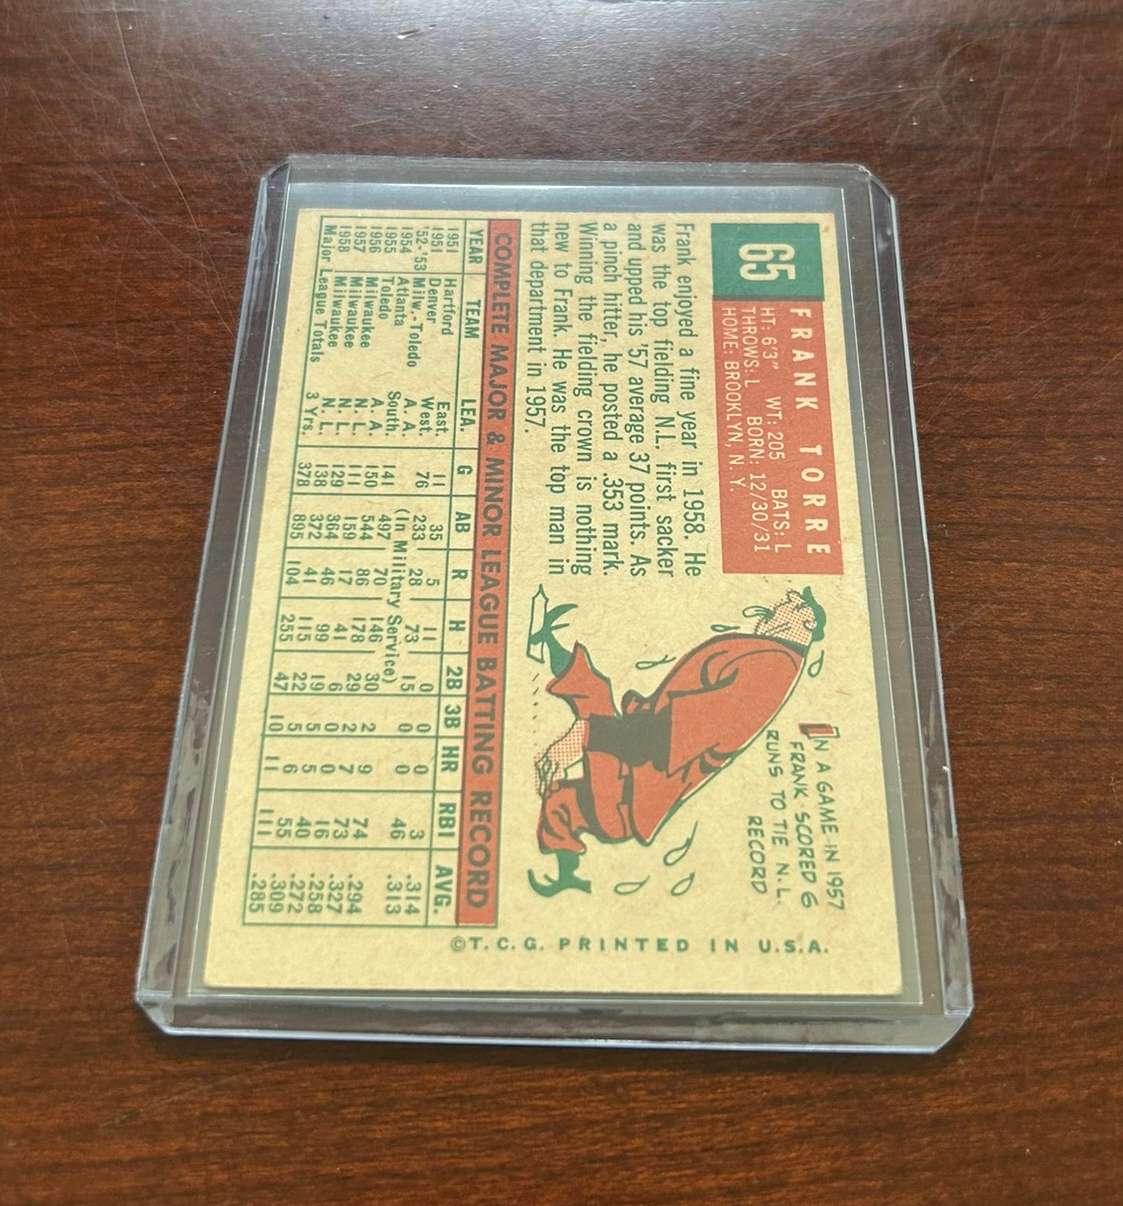 65
FRANK TORRE
HT: 6'3" WT: 205 BATS: L
THROWS: L BORN: 12/30/31
HOME: BROOKLYN, N. Y.
Frank enjoyed a fine year in 1958. He
was the top fielding N.L. first sacker
and upped his '57 average 37 points. As
a pinch hitter, he posted a .353 mark.
Winning the fielding crown is nothing
new to Frank. He was the top man in
that department in 1957.
IN A GAME IN 1957
FRANK SCORED 6
RUNS TO TIE N.L.
RECORD
COMPLETE MAJOR & MINOR LEAGUE BATTING RECORD
YEAR TEAM LEA. G AB R H 2B 3B HR RBI AVG.
1951 Hartford East. 11 35 5 11 0 0 0 3 .314
1951 Denver West. 76 233 28 73 15 0 0 46 .313
'52-'53 Milw.-Toledo A. A. (In Military Service)
1954 Atlanta South. 141 497 70 146 30 2 9 74 .294
1955 Toledo A. A. 150 544 86 178 29 2 7 73 .327
1956 Milwaukee N. L. 111 159 17 41 6 0 0 16 .258
1957 Milwaukee N. L. 129 364 46 99 19 5 5 40 .272
1958 Milwaukee N. L. 138 372 41 115 22 5 6 55 .309
Major League Totals 3 Yrs. 378 895 104 255 47 10 11 111 .285
©T. C. G. PRINTED IN U.S.A.